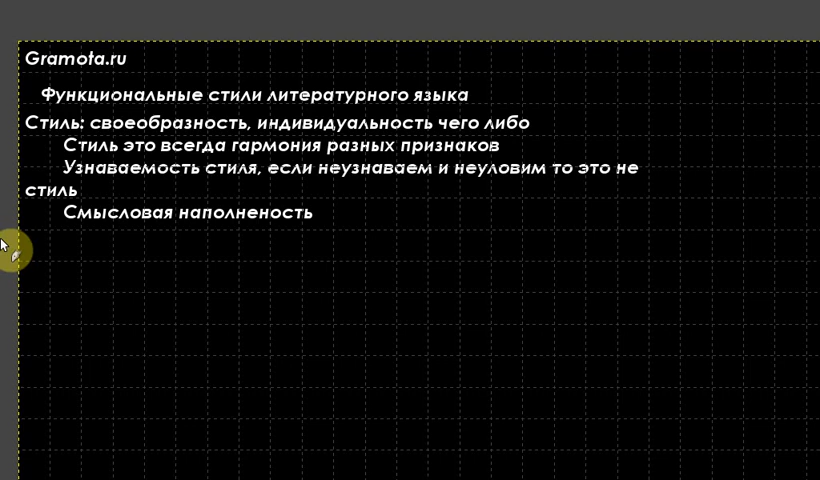 Gramota.ru
Функциональные стили литературного языка
Стиль: своеобразность, индивидуальность чего либо
Стиль это всегда гармония разных признаков
Узнаваемость стиля, если неузнаваем и неуловим то это не
стиль
Смысловая наполненость